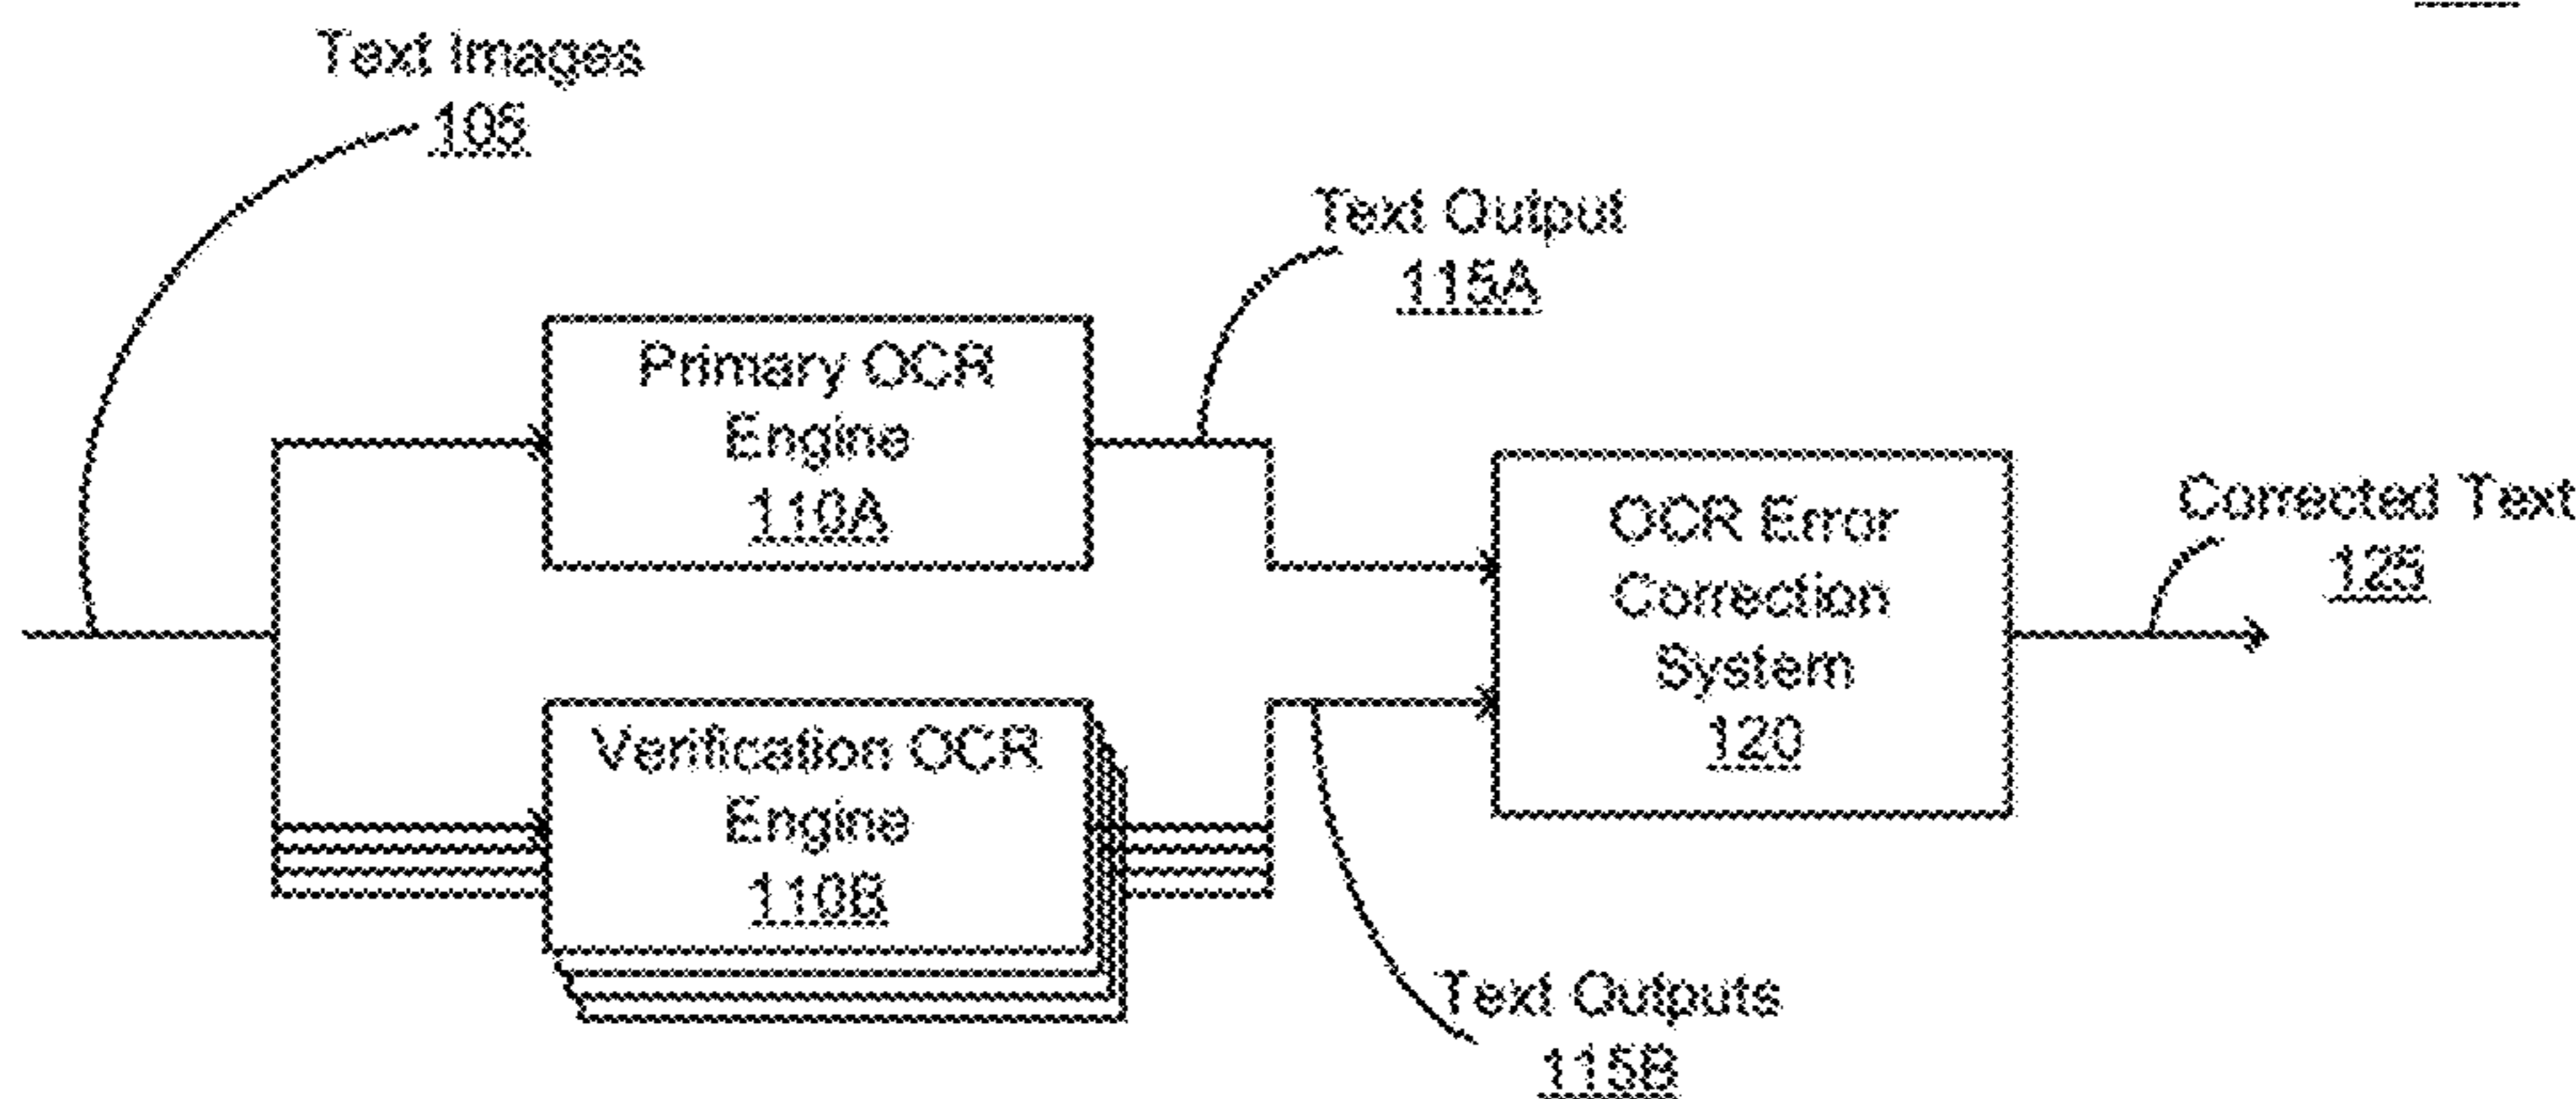 Text Images
105
Text Output
115A
Primary OCR
Engine
110A
OCR Error
Correction
System
120
Corrected Text
125
Verification OCR
Engine
110B
Text Outputs
115B